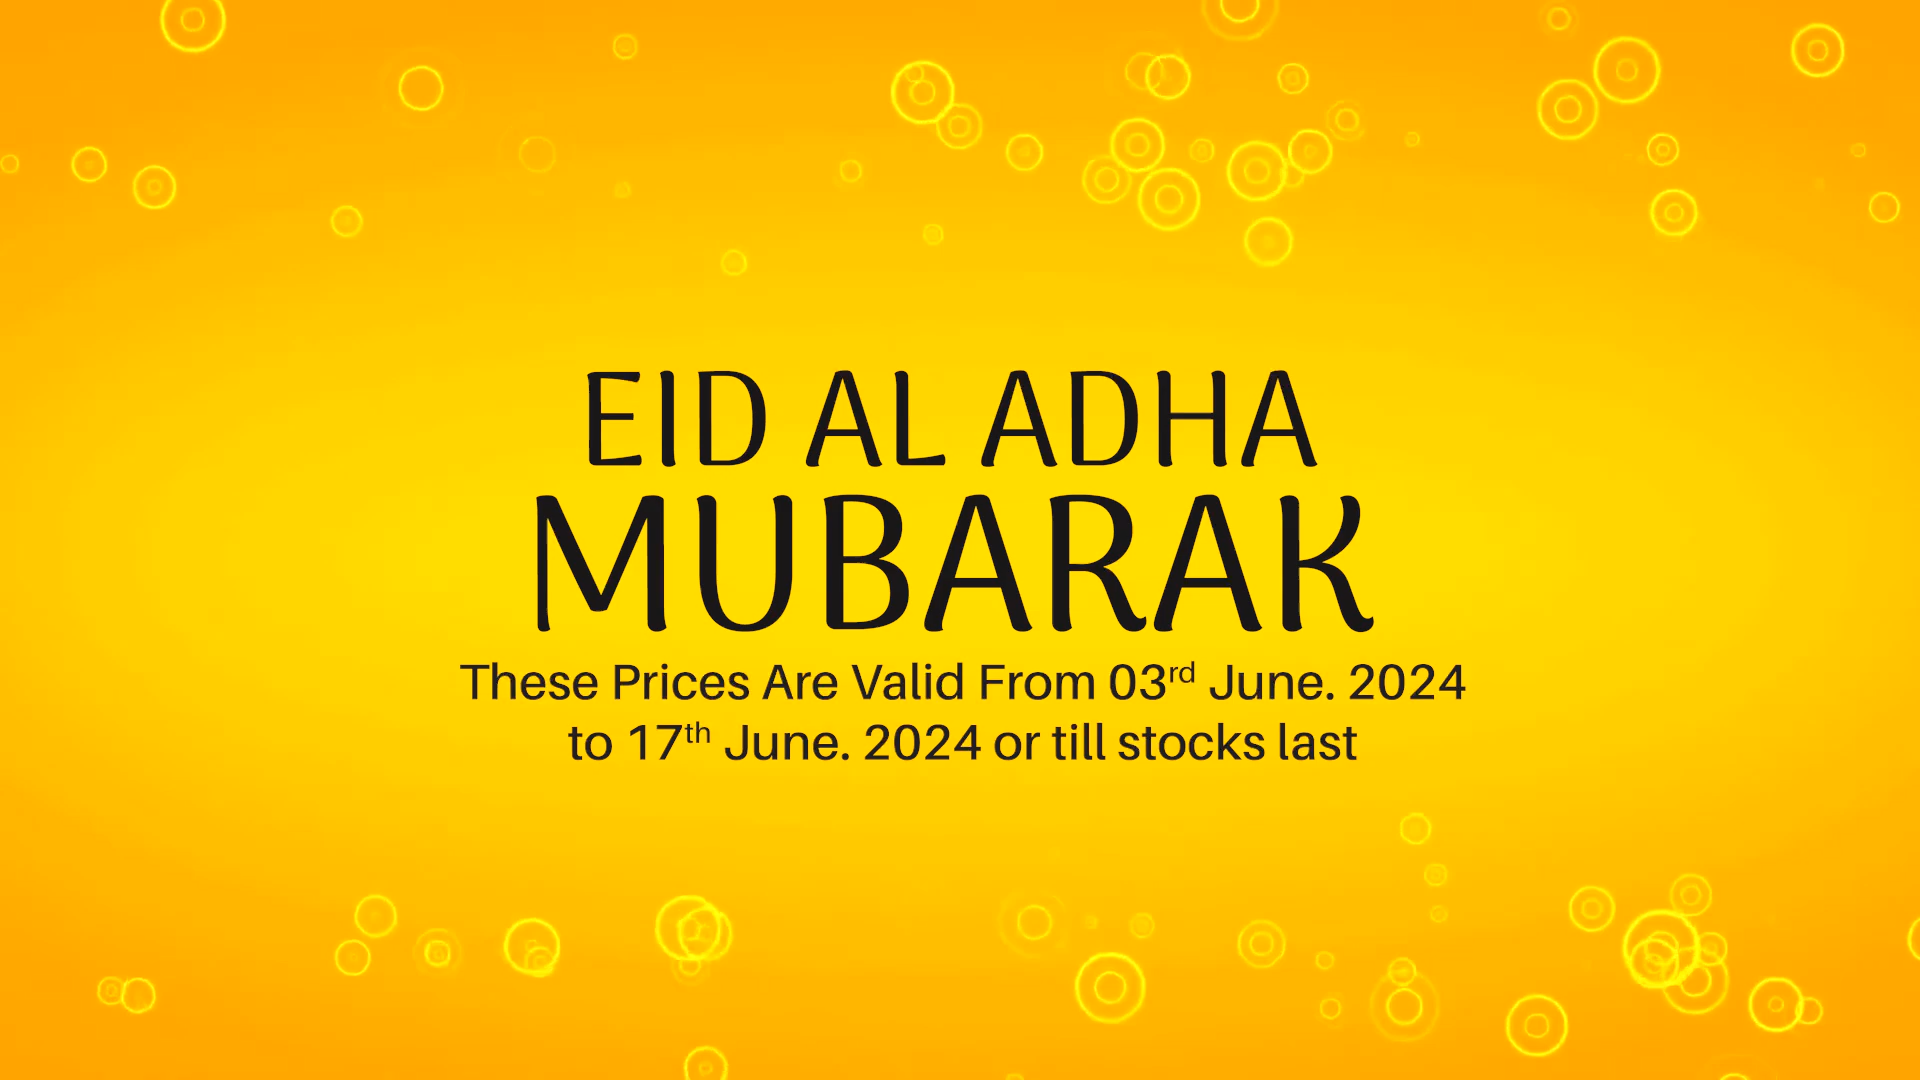 EID AL ADHA
MUBARAK
These Prices Are Valid From 03rd June. 2024
to 17th June. 2024 or till stocks last